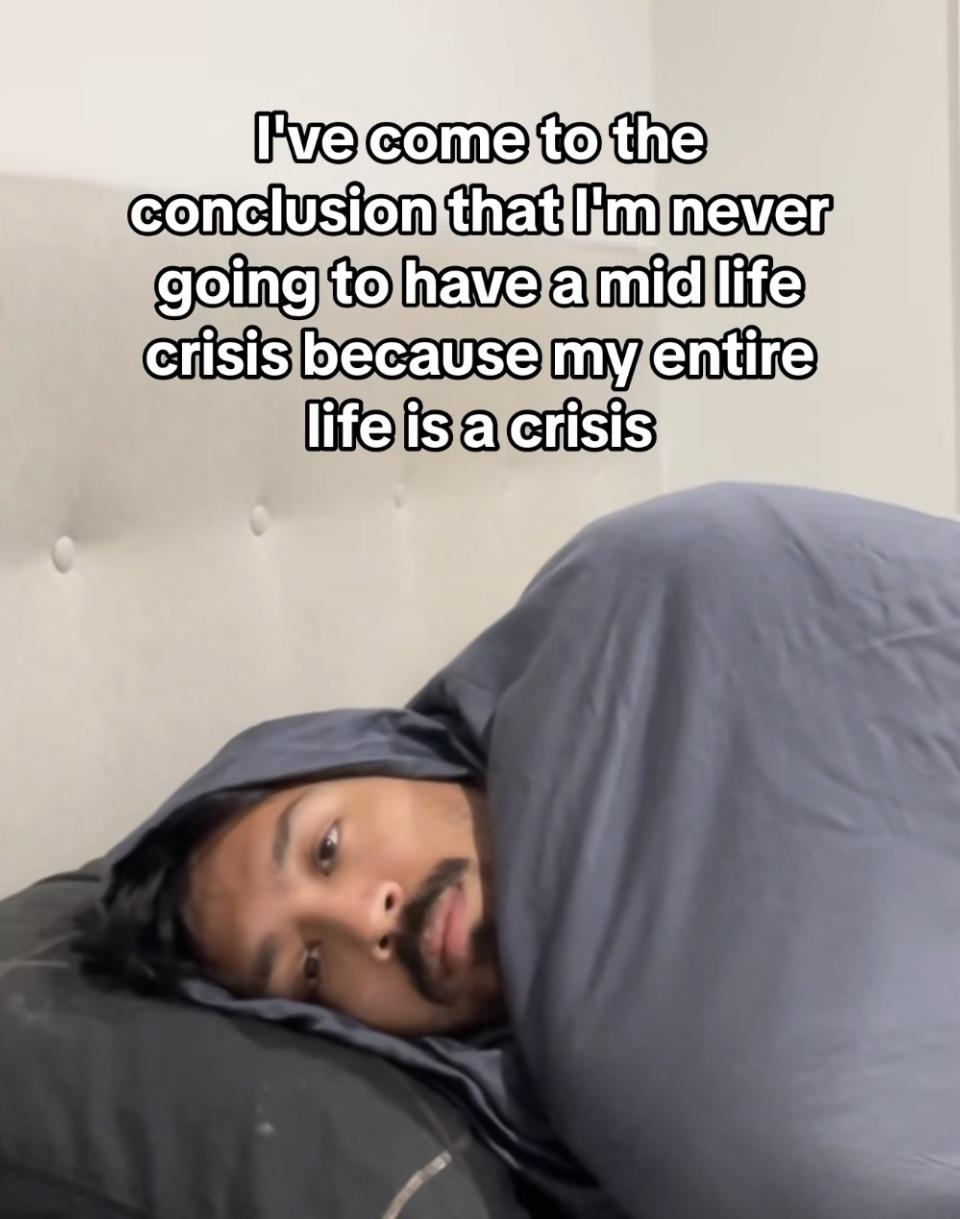 I've come to the
conclusion that I'm never
going to have a mid life
crisis because my entire
life is a crisis